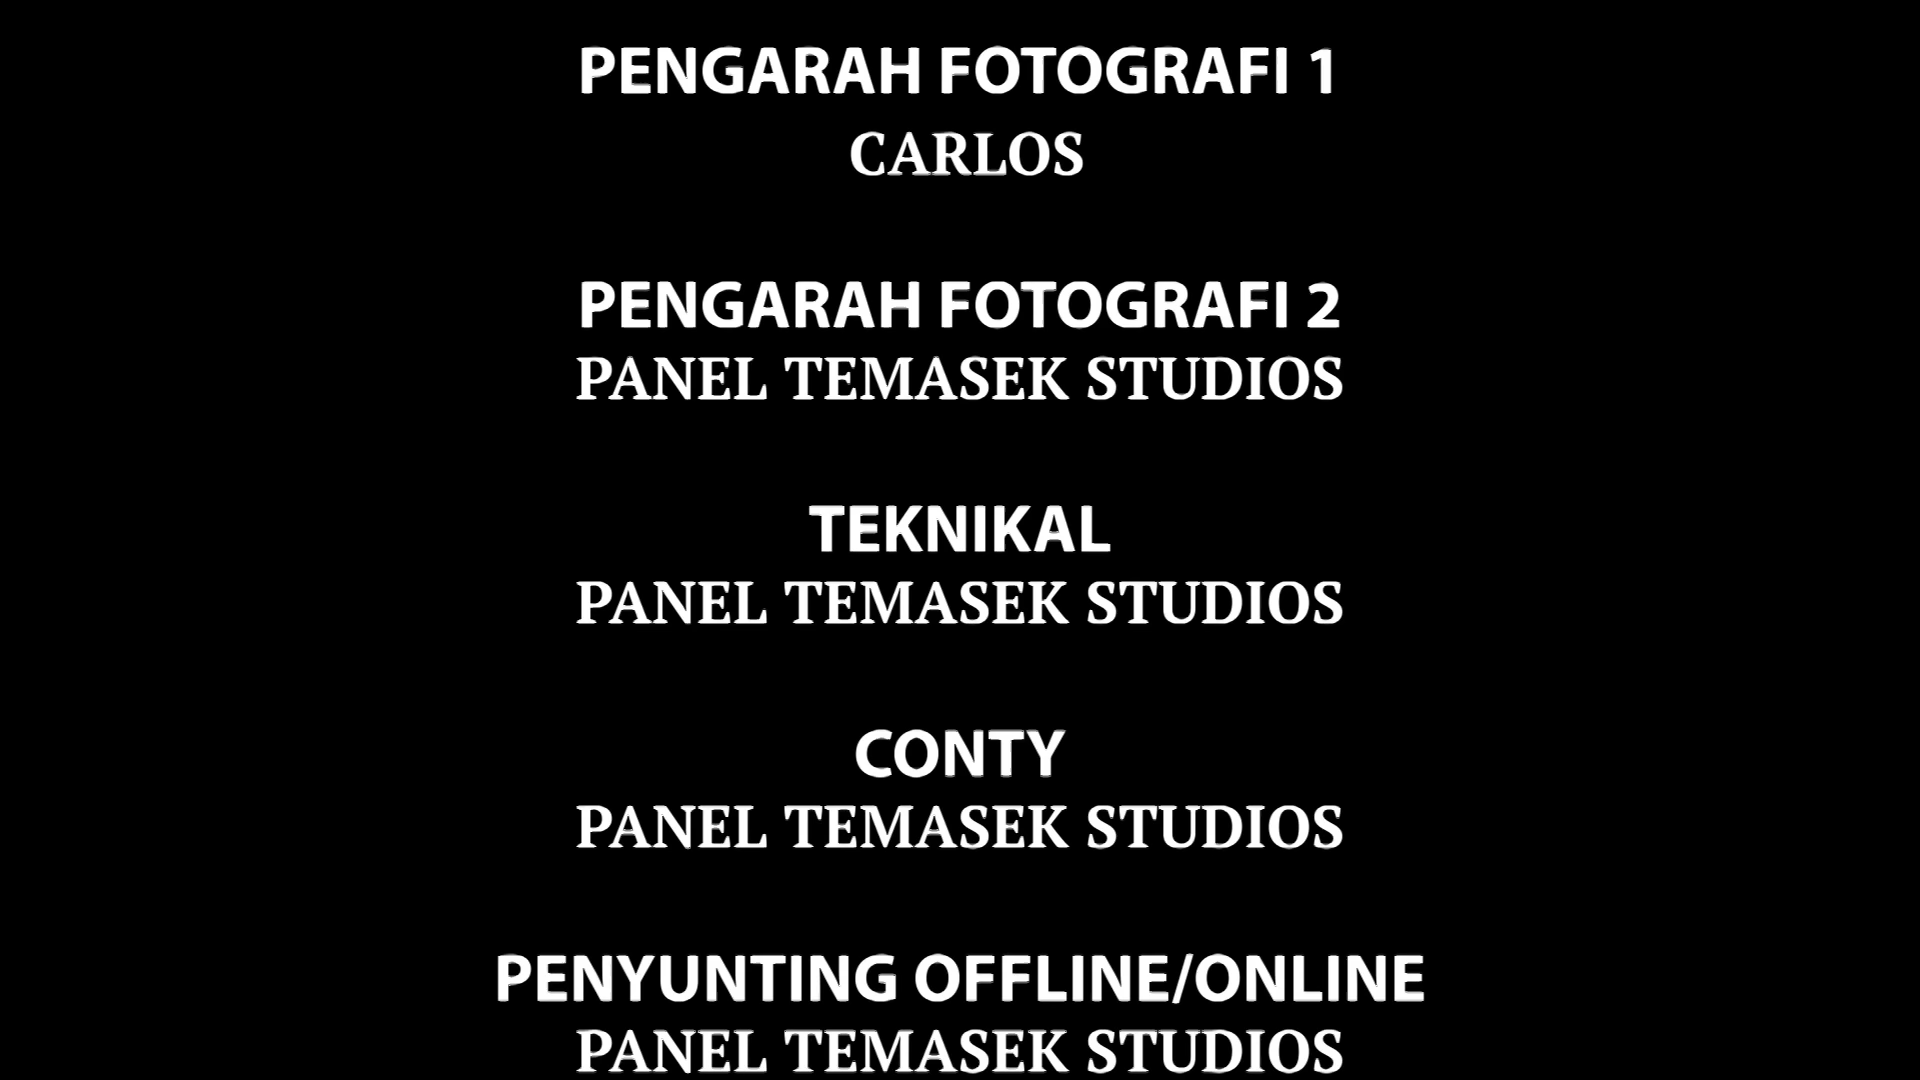 PENGARAH FOTOGRAFI 1
CARLOS
PENGARAH FOTOGRAFI 2
PANEL TEMASEK STUDIOS
TEKNIKAL
PANEL TEMASEK STUDIOS
CONTY
PANEL TEMASEK STUDIOS
PENYUNTING OFFLINE/ONLINE
PANEL TEMASEK STUDIOS